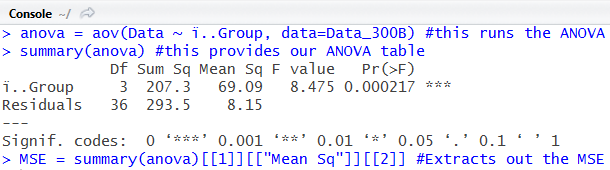 Console ~/
> anova = aov(Data ~ ï..Group, data=Data_300B) #this runs the ANOVA
> summary(anova) #this provides our ANOVA table
            Df Sum Sq Mean Sq F value   Pr(>F)
ï..Group     3  207.3   69.09   8.475 0.000217 ***
Residuals   36  293.5    8.15
---
Signif. codes:  0 ‘***’ 0.001 ‘**’ 0.01 ‘*’ 0.05 ‘.’ 0.1 ‘ ’ 1
> MSE = summary(anova)[[1]][["Mean Sq"]][[2]] #Extracts out the MSE